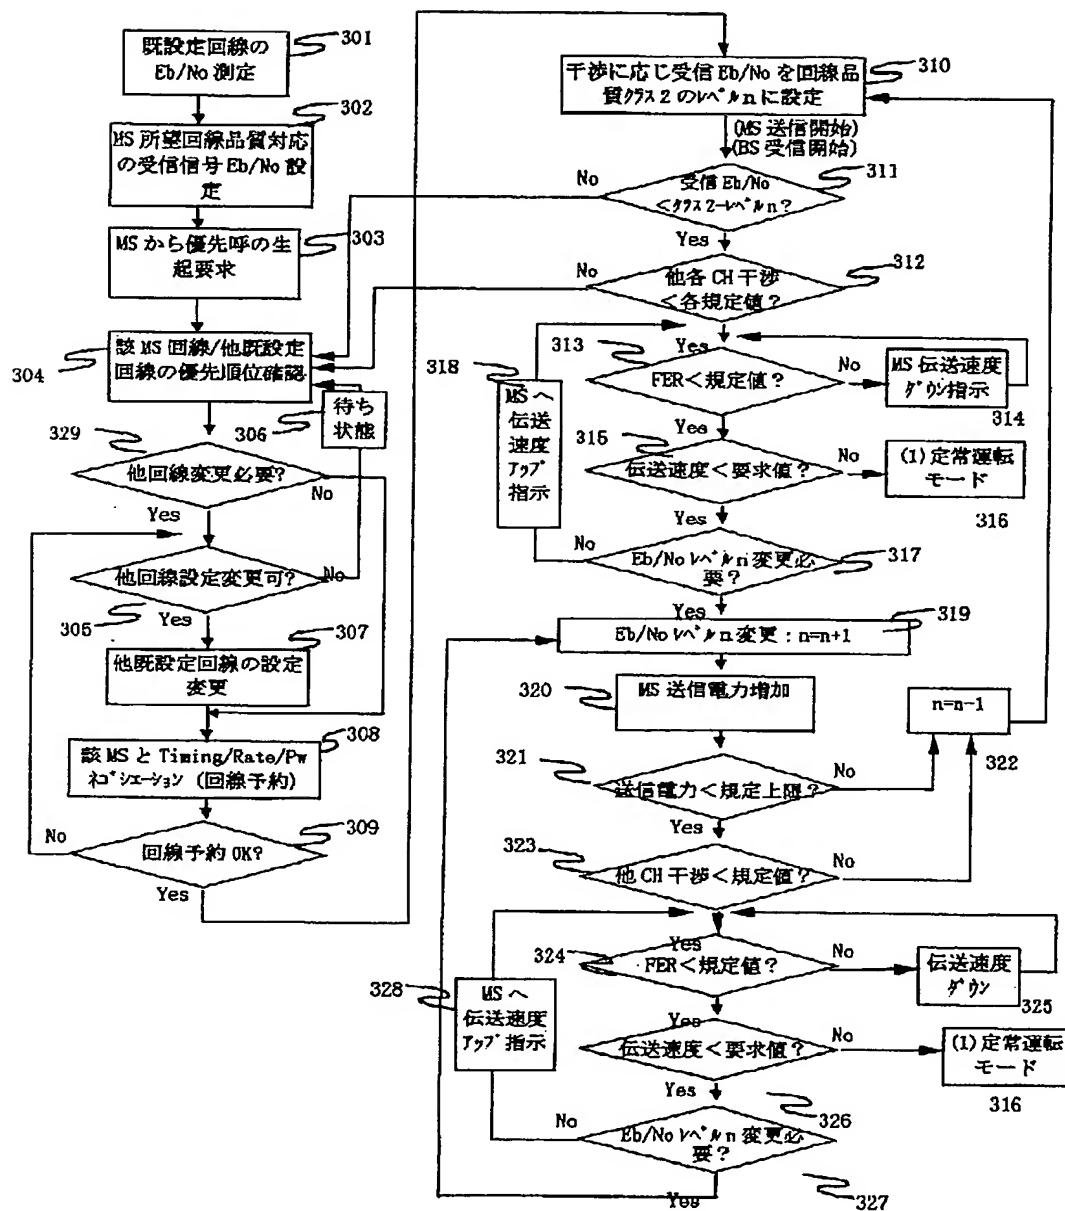 既設定回線の
Eb/No 測定
301
MS 所望回線品質対応
の受信信号 Eb/No 設
定
302
MS から優先呼の生
起要求
303
該 MS 回線/他既設定
回線の優先順位確認
304
待ち
状態
306
329
他回線変更必要?
No
Yes
他回線設定変更可?
No
305
Yes
307
他既設定回線の設定
変更
該 MS と Timing/Rate/Pw
ネゴシエーション (回線予約)
308
回線予約 OK?
309
No
Yes
干渉に応じ受信 Eb/No を回線品
質クラス 2 のレベル n に設定
310
(MS 送信開始)
(BS 受信開始)
受信 Eb/No
<クラス 2-レベル n?
311
No
Yes
他各 CH 干渉
<各規定値?
312
No
Yes
313
FER<規定値?
No
MS 伝送速度
ダウン指示
314
Yes
318
MS へ
伝送
速度
アップ
指示
315
伝送速度<要求値?
No
(1) 定常運転
モード
316
Yes
Eb/No レベル n 変更必
要?
317
No
Yes
Eb/No レベル n 変更 : n=n+1
319
320
MS 送信電力増加
n=n-1
322
321
送信電力<規定上限?
No
Yes
323
他 CH 干渉<規定値?
No
Yes
324
FER<規定値?
No
伝送速度
ダウン
325
328
MS へ
伝送速度
アップ 指示
Yes
伝送速度<要求値?
No
(1) 定常運転
モード
316
Yes
326
Eb/No レベル n 変更必
要?
No
327
Yes